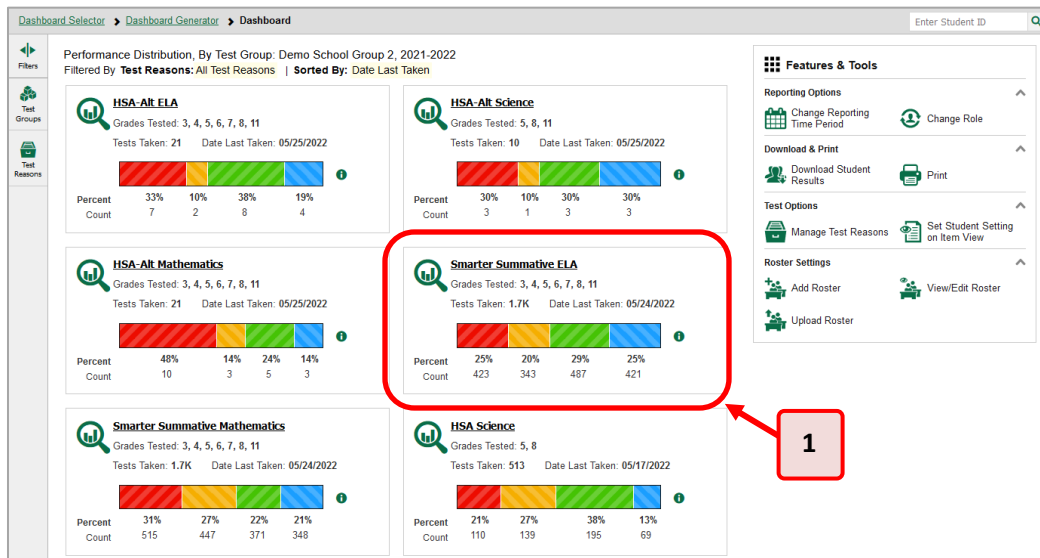 Dashboard Selector > Dashboard Generator > Dashboard
Enter Student ID
Filters
Test
Groups
Test
Reasons
Performance Distribution, By Test Group: Demo School Group 2, 2021-2022
Filtered By Test Reasons: All Test Reasons | Sorted By: Date Last Taken
HSA-Alt ELA
Grades Tested: 3, 4, 5, 6, 7, 8, 11
Tests Taken: 21 Date Last Taken: 05/25/2022
Percent 33% 10% 38% 19%
Count 7 2 8 4
HSA-Alt Science
Grades Tested: 5, 8, 11
Tests Taken: 10 Date Last Taken: 05/25/2022
Percent 30% 10% 30% 30%
Count 3 1 3 3
HSA-Alt Mathematics
Grades Tested: 3, 4, 5, 6, 7, 8, 11
Tests Taken: 21 Date Last Taken: 05/25/2022
Percent 48% 14% 24% 14%
Count 10 3 5 3
Smarter Summative ELA
Grades Tested: 3, 4, 5, 6, 7, 8, 11
Tests Taken: 1.7K Date Last Taken: 05/24/2022
Percent 25% 20% 29% 25%
Count 423 343 487 421
Smarter Summative Mathematics
Grades Tested: 3, 4, 5, 6, 7, 8, 11
Tests Taken: 1.7K Date Last Taken: 05/24/2022
Percent 31% 27% 22% 21%
Count 515 447 371 348
HSA Science
Grades Tested: 5, 8
Tests Taken: 513 Date Last Taken: 05/17/2022
Percent 21% 27% 38% 13%
Count 110 139 195 69
Features & Tools
Reporting Options
Change Reporting
Time Period
Change Role
Download & Print
Download Student
Results
Print
Test Options
Manage Test Reasons
Set Student Setting
on Item View
Roster Settings
Add Roster
View/Edit Roster
Upload Roster
1